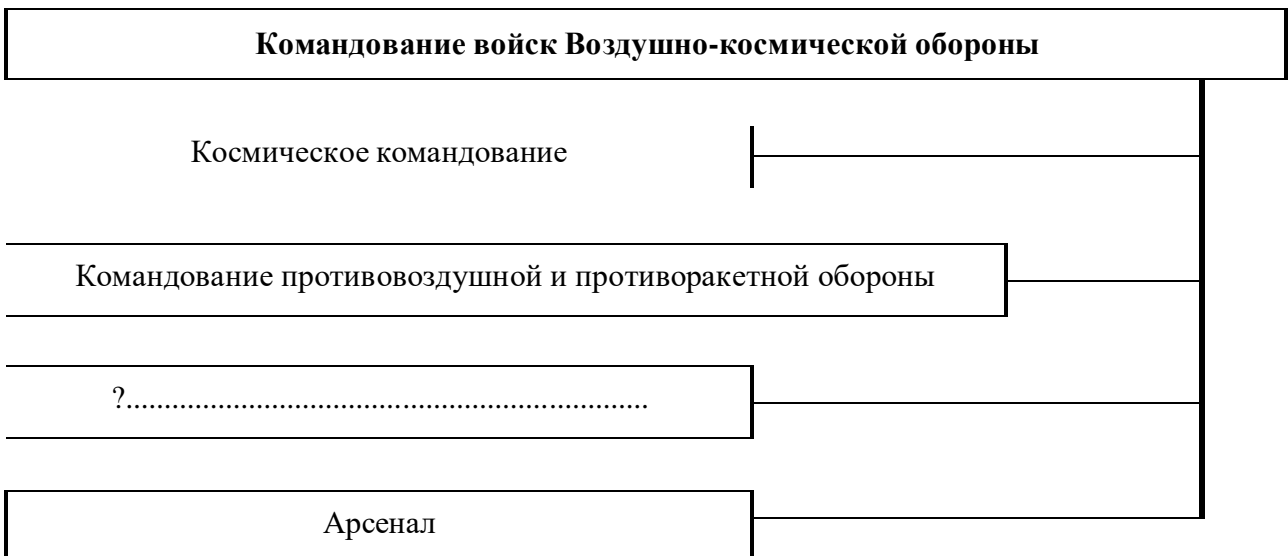 Командование войск Воздушно-космической обороны
Космическое командование
Командование противовоздушной и противоракетной обороны
?.....................................................................
Арсенал